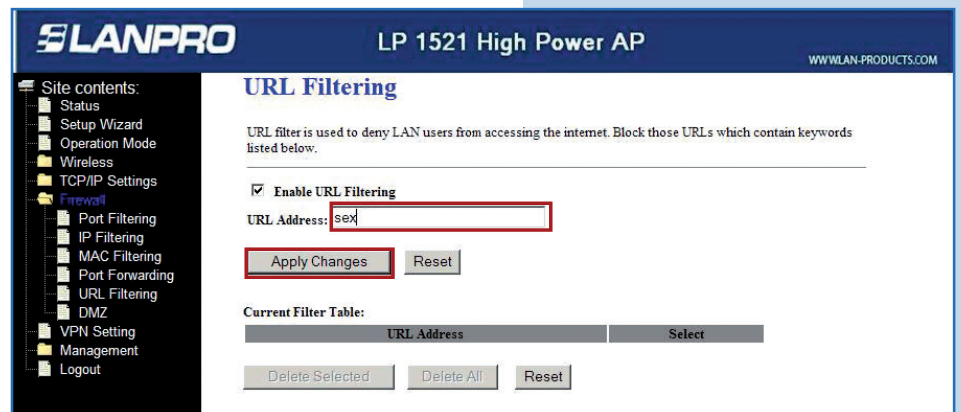 LANPRO
LP 1521 High Power AP
WWWLAN-PRODUCTS.COM
Site contents:
Status
Setup Wizard
Operation Mode
Wireless
TCP/IP Settings
Firewall
Port Filtering
IP Filtering
MAC Filtering
Port Forwarding
URL Filtering
DMZ
VPN Setting
Management
Logout
URL Filtering
URL filter is used to deny LAN users from accessing the internet. Block those URLs which contain keywords
listed below.
Enable URL Filtering
URL Address: sex
Apply Changes Reset
Current Filter Table:
URL Address Select
Delete Selected Delete All Reset